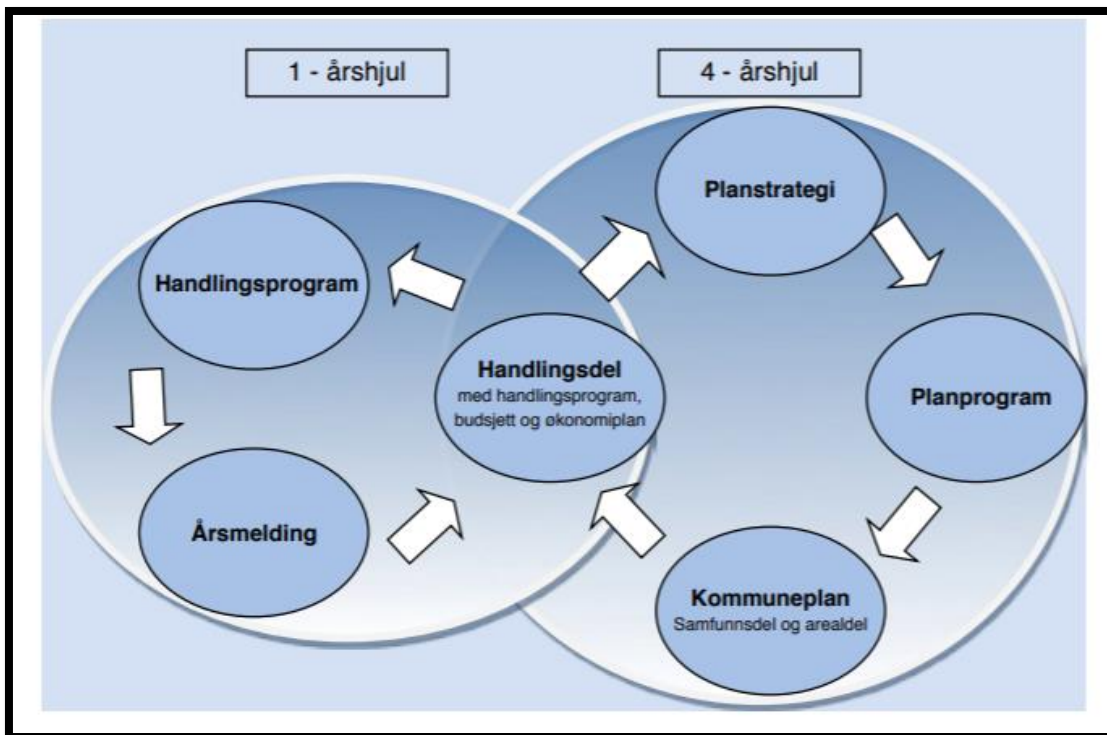 1 - årshjul
4 - årshjul
Planstrategi
Handlingsprogram
Handlingsdel
med handlingsprogram,
budsjett og økonomiplan
Planprogram
Årsmelding
Kommuneplan
Samfunnsdel og arealdel